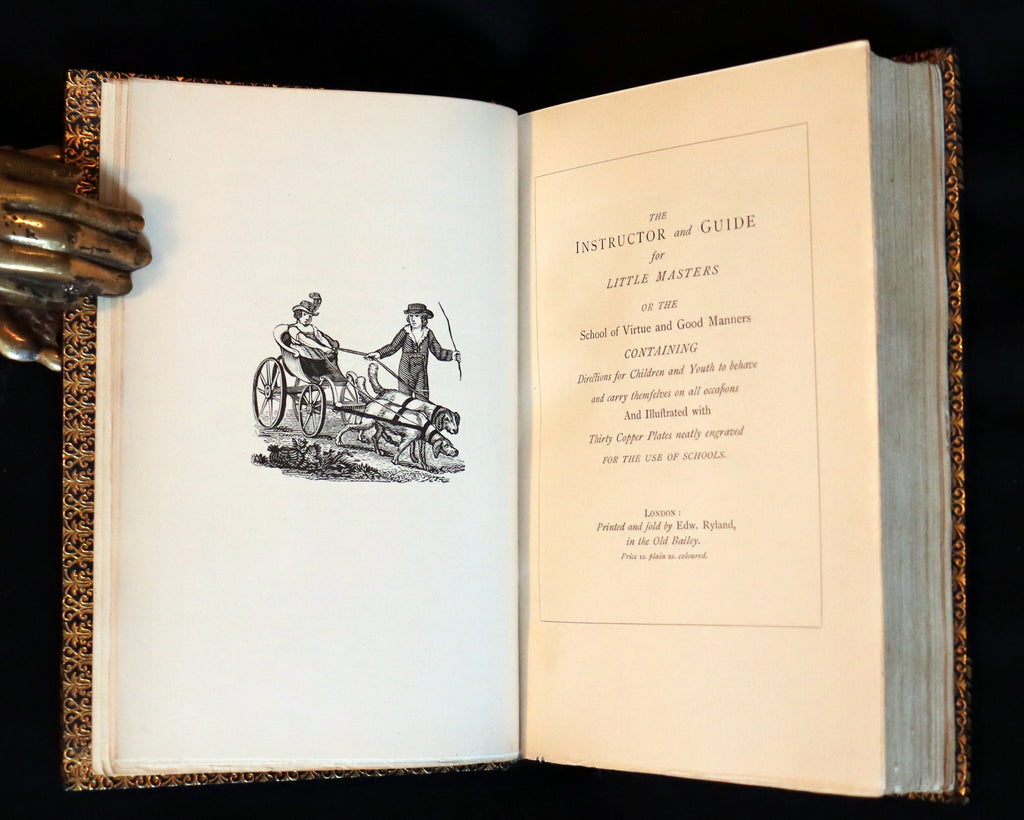 THE
INSTRUCTOR and GUIDE
for
LITTLE MASTERS
OR THE
School of Virtue and Good Manners
CONTAINING
Directions for Children and Youth to behave
and carry themſelves on all occaſions
And Illuſtrated with
Thirty Copper Plates neatly engraved
FOR THE USE OF SCHOOLS.
LONDON:
Printed and ſold by Edw. Ryland,
in the Old Bailey.
Price 1s. plain 2s. coloured.